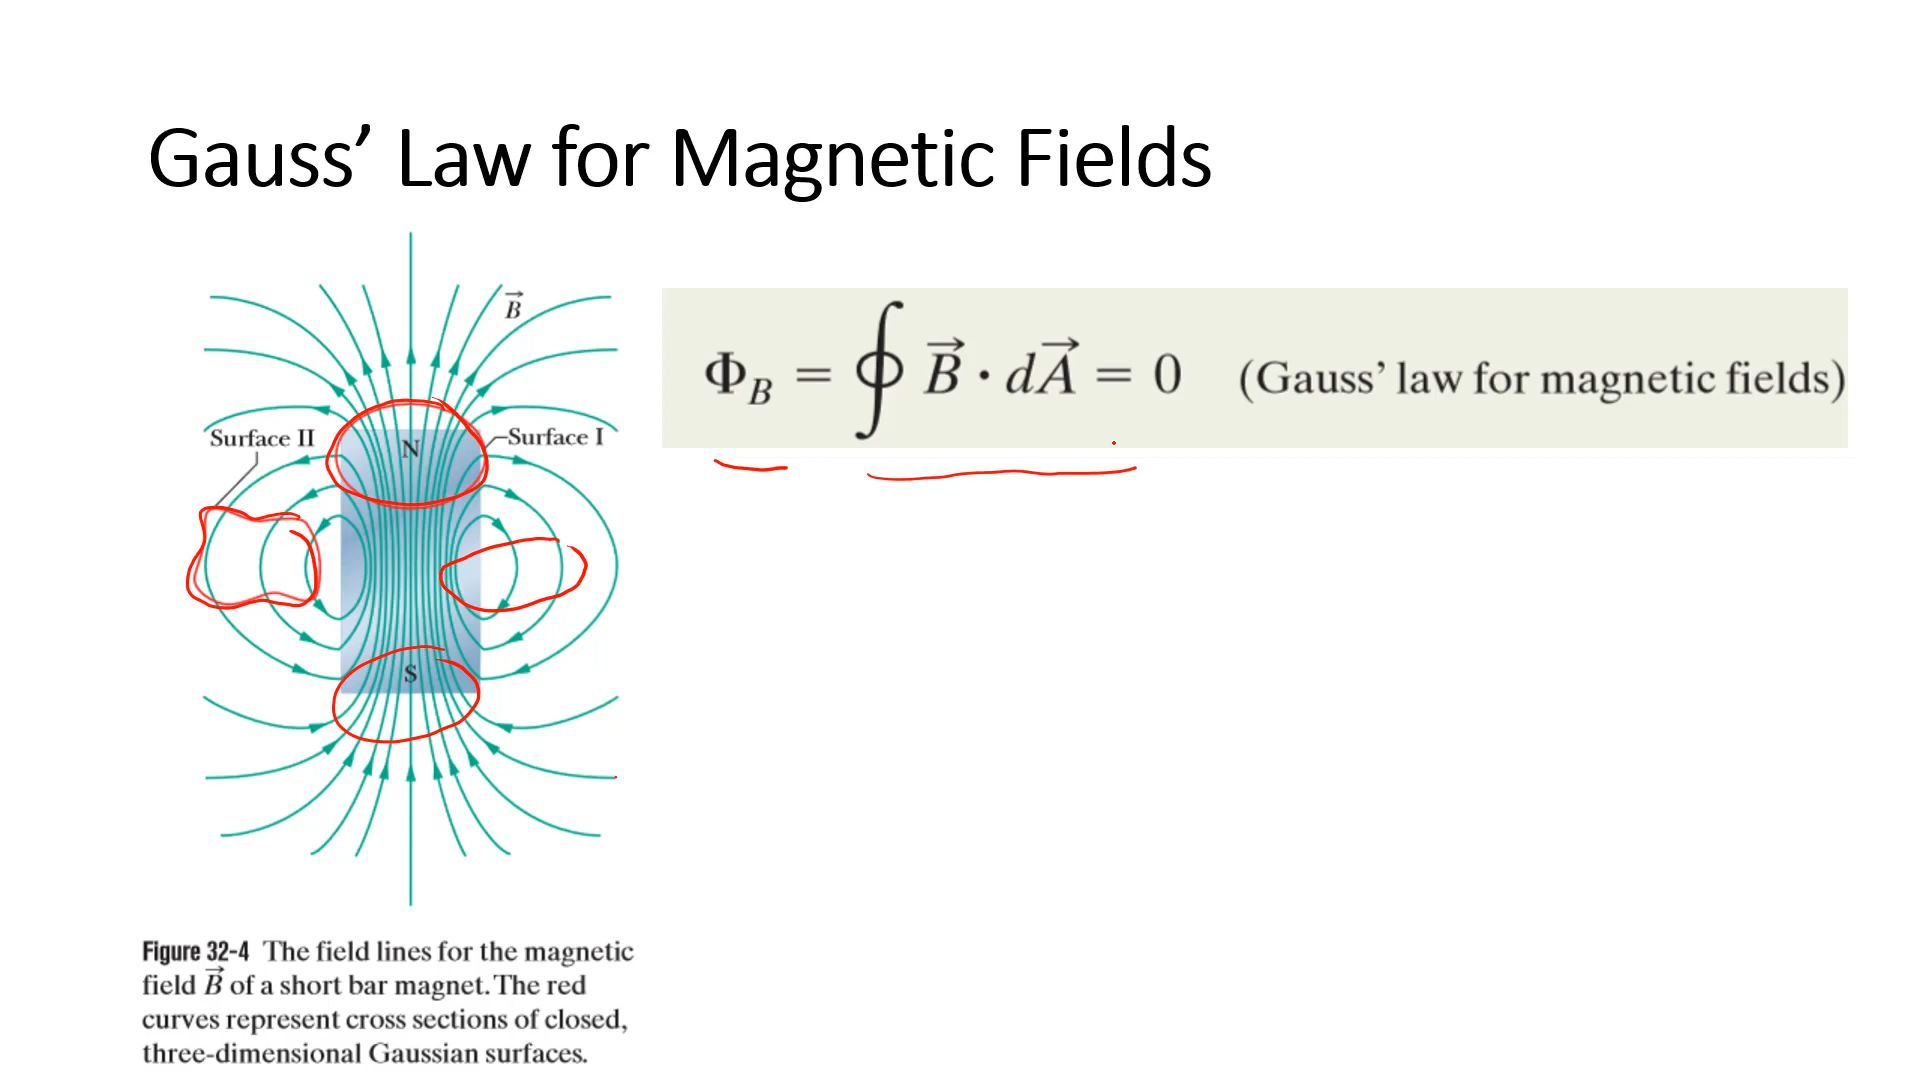 Gauss’ Law for Magnetic Fields
B⃗
Surface II
N
Surface I
S
Φ_B = ∮ B⃗ · dA⃗ = 0 (Gauss’ law for magnetic fields)
Figure 32-4 The field lines for the magnetic
field B⃗ of a short bar magnet. The red
curves represent cross sections of closed,
three-dimensional Gaussian surfaces.